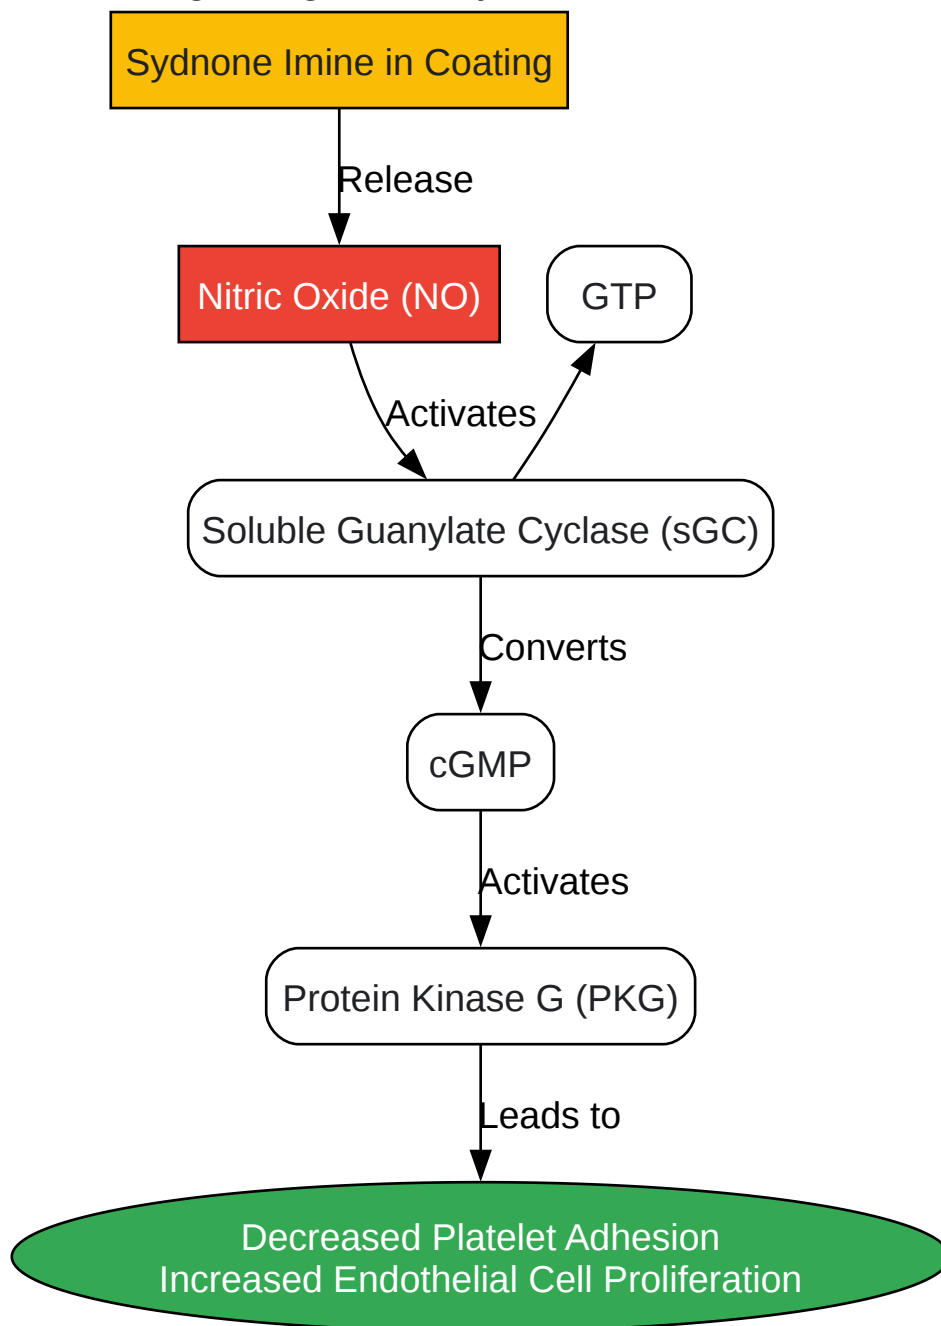 Sydnone Imine in Coating
Release
Nitric Oxide (NO)
GTP
Activates
Soluble Guanylate Cyclase (sGC)
Converts
cGMP
Activates
Protein Kinase G (PKG)
Leads to
Decreased Platelet Adhesion
Increased Endothelial Cell Proliferation